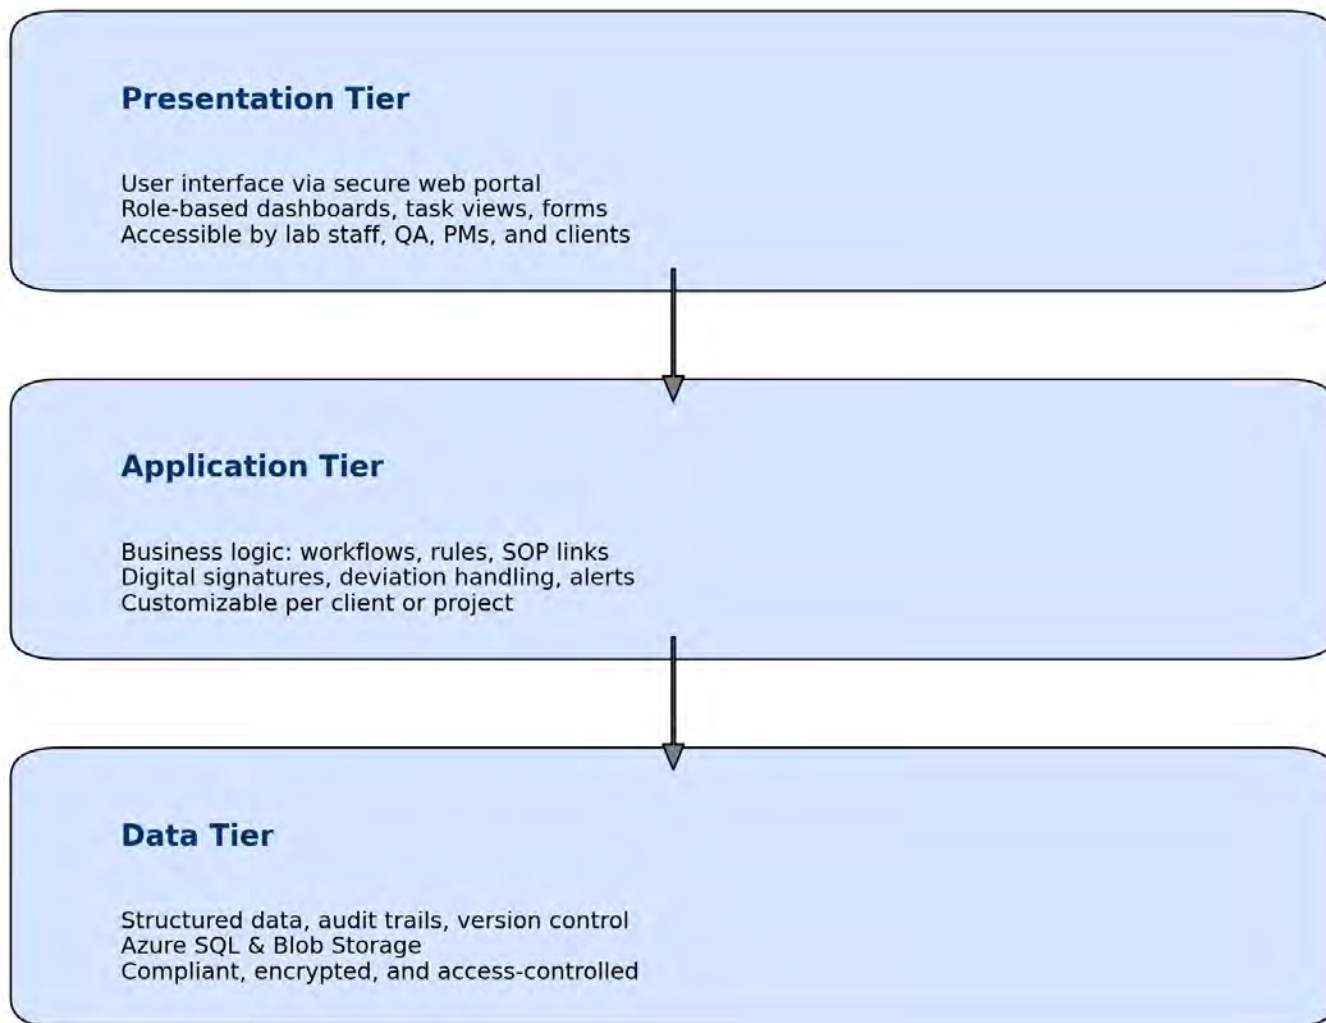 Presentation Tier
User interface via secure web portal
Role-based dashboards, task views, forms
Accessible by lab staff, QA, PMs, and clients
Application Tier
Business logic: workflows, rules, SOP links
Digital signatures, deviation handling, alerts
Customizable per client or project
Data Tier
Structured data, audit trails, version control
Azure SQL & Blob Storage
Compliant, encrypted, and access-controlled